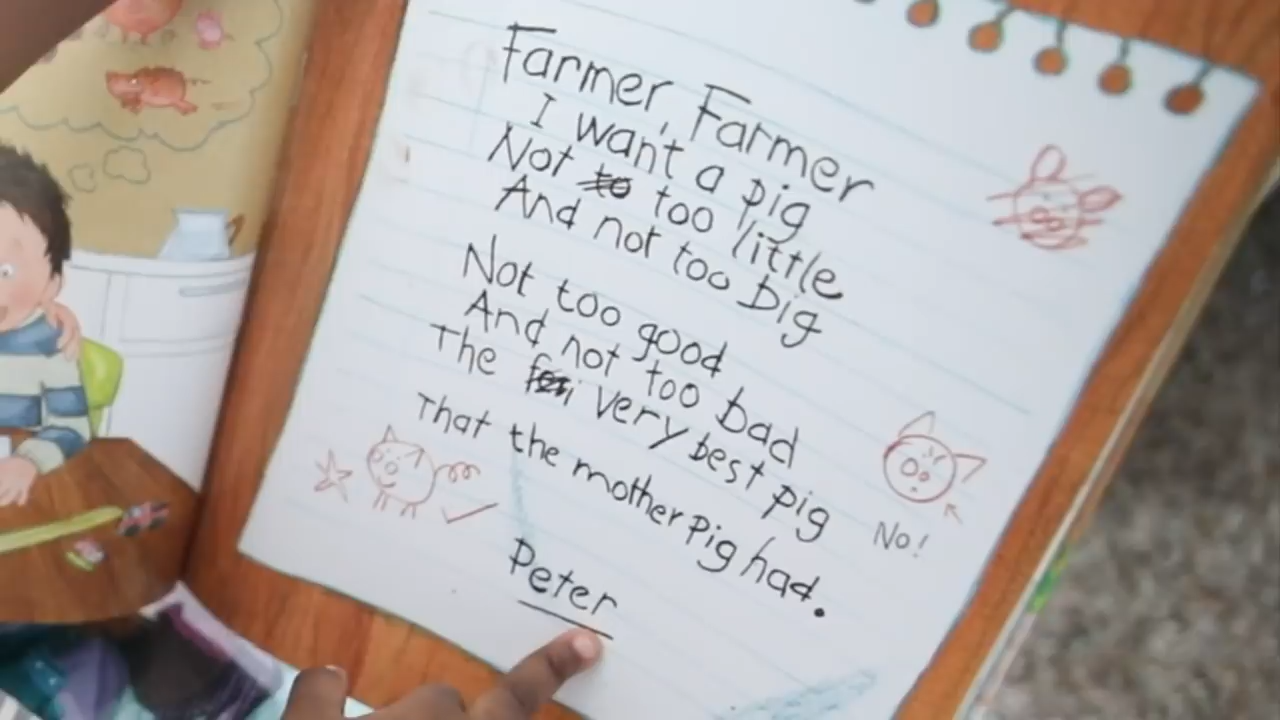 Farmer, Farmer
I want a pig
Not to too little
And not too big
Not too good
And not too bad
The very best pig
That the mother pig had.
Peter
No!